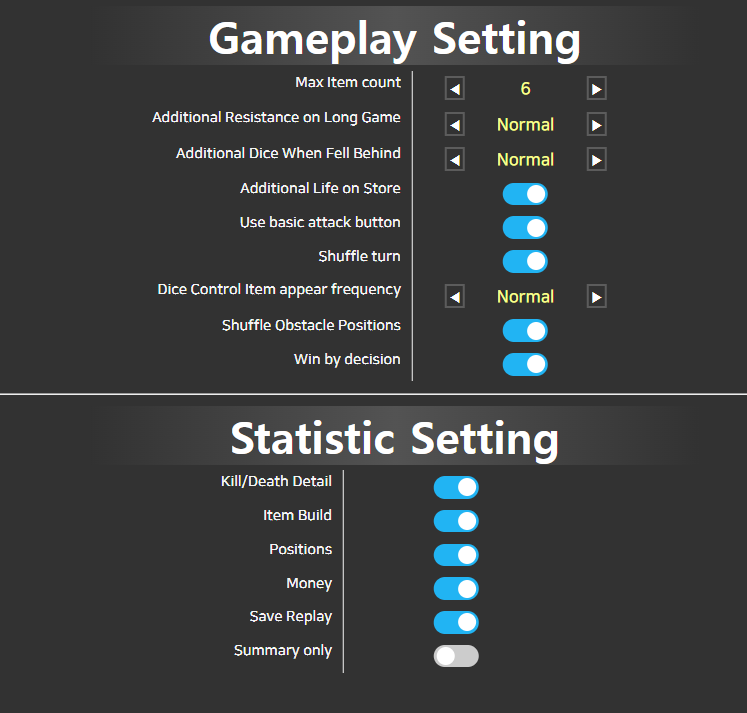 Gameplay Setting
Max Item count
6
Additional Resistance on Long Game
Normal
Additional Dice When Fell Behind
Normal
Additional Life on Store
Use basic attack button
Shuffle turn
Dice Control Item appear frequency
Normal
Shuffle Obstacle Positions
Win by decision
Statistic Setting
Kill/Death Detail
Item Build
Positions
Money
Save Replay
Summary only